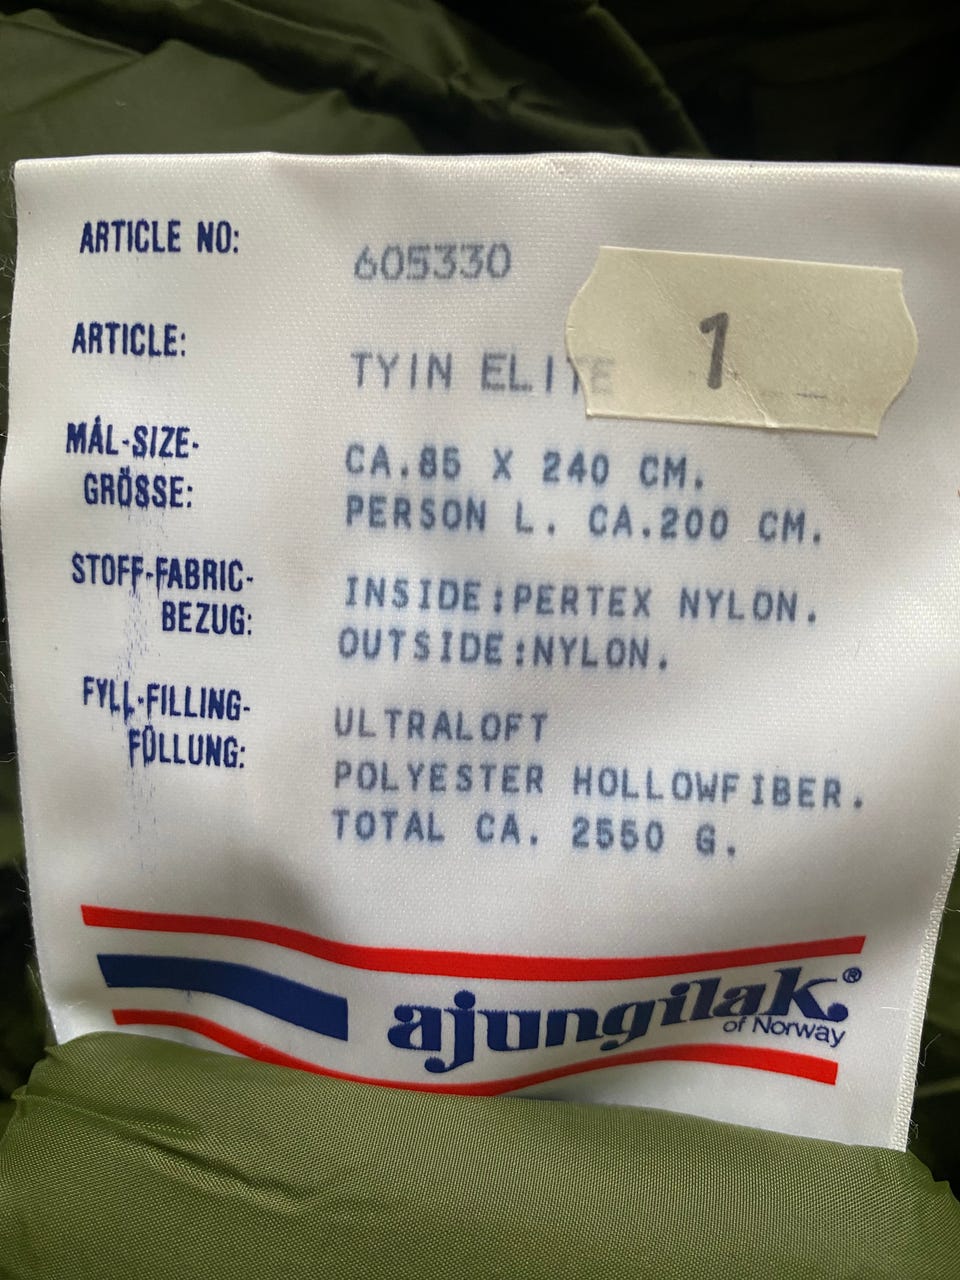 ARTICLE NO: 605330
1
ARTICLE: TYIN ELITE
MÅL-SIZE-
GRÖSSE:
CA.85 X 240 CM.
PERSON L. CA.200 CM.
STOFF-FABRIC-
BEZUG:
INSIDE:PERTEX NYLON.
OUTSIDE:NYLON.
FYLL-FILLING-
FÜLLUNG:
ULTRALOFT
POLYESTER HOLLOWFIBER.
TOTAL CA. 2550 G.
ajungilak®
of Norway